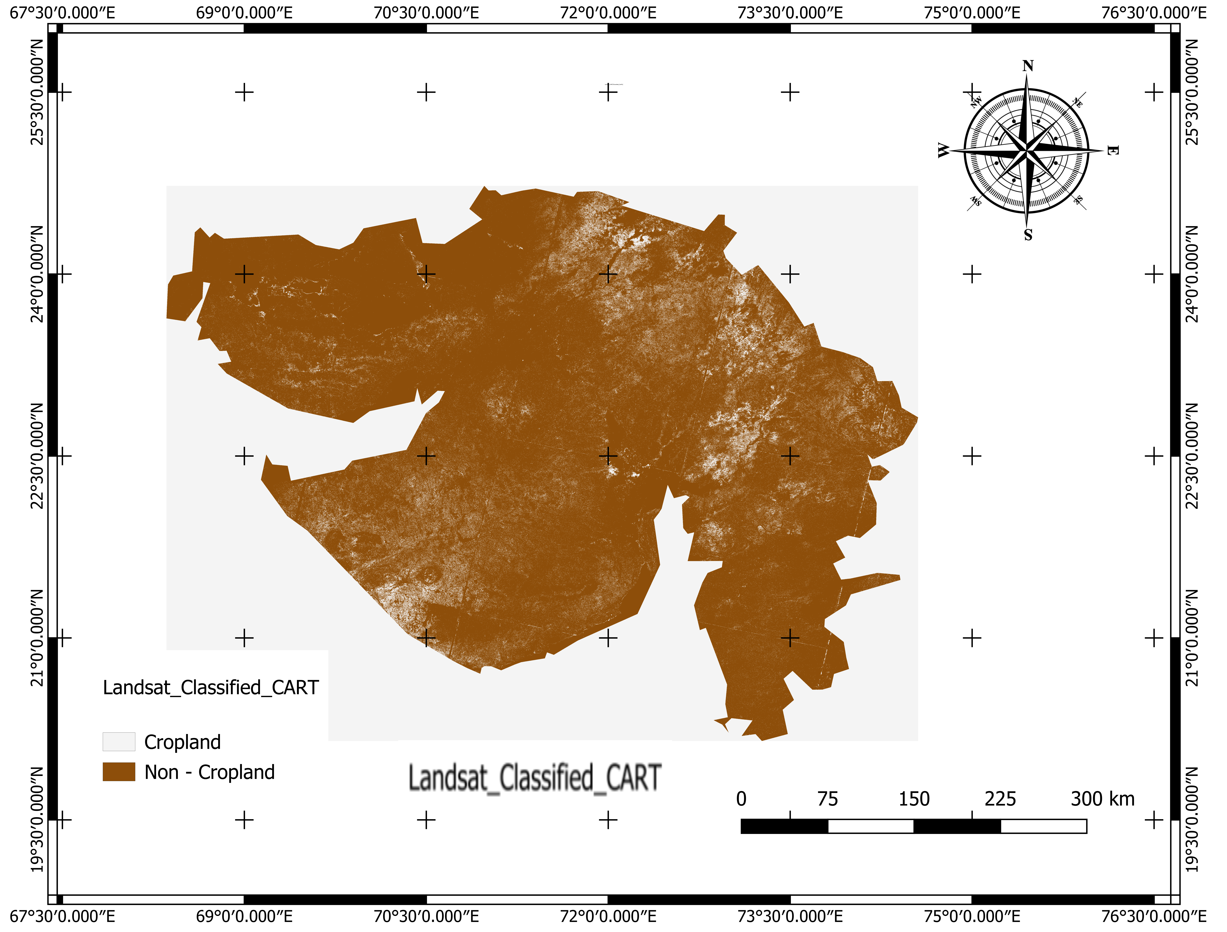 67°30′0.000″E 69°0′0.000″E 70°30′0.000″E 72°0′0.000″E 73°30′0.000″E 75°0′0.000″E 76°30′0.000″E
25°30′0.000″N
24°0′0.000″N
22°30′0.000″N
21°0′0.000″N
19°30′0.000″N
N
NW
NE
W
E
SW
SE
S
25°30′0.000″N
24°0′0.000″N
22°30′0.000″N
21°0′0.000″N
19°30′0.000″N
Landsat_Classified_CART
Cropland
Non - Cropland
Landsat_Classified_CART
0 75 150 225 300 km
67°30′0.000″E 69°0′0.000″E 70°30′0.000″E 72°0′0.000″E 73°30′0.000″E 75°0′0.000″E 76°30′0.000″E